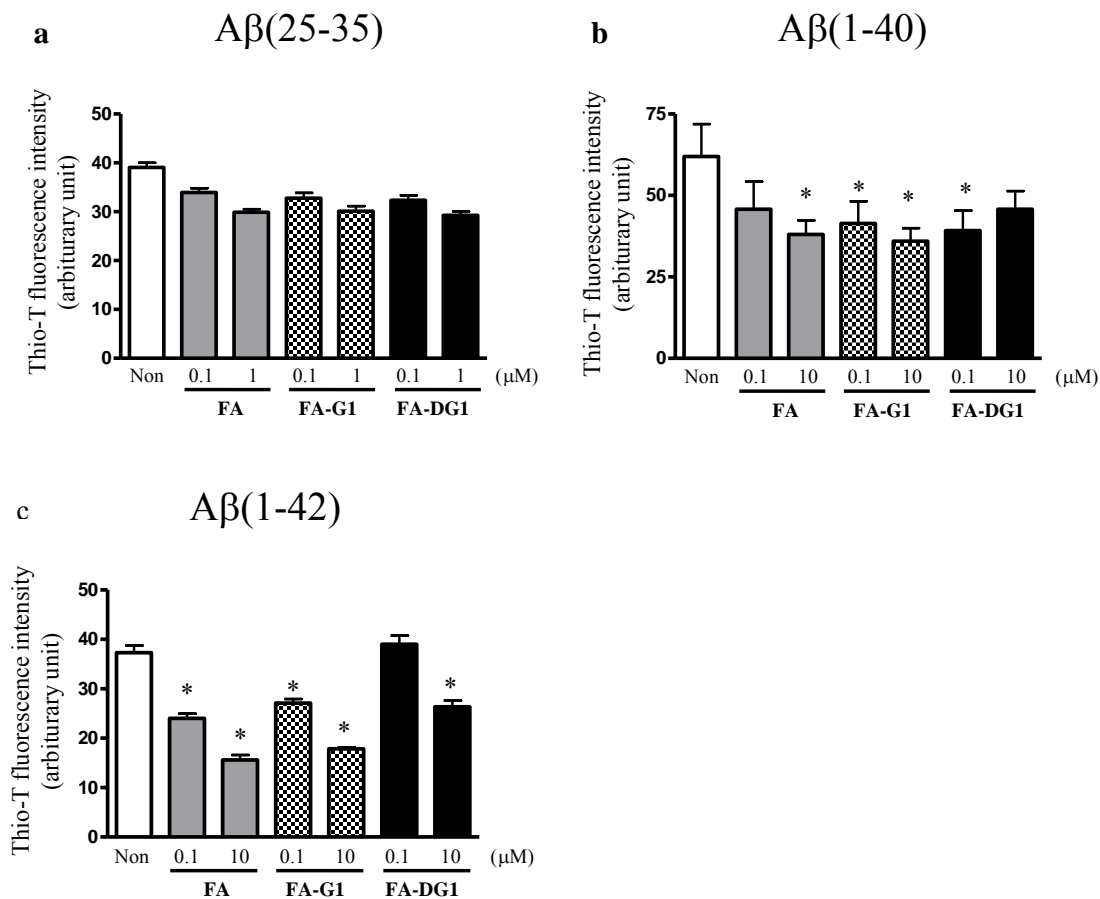 a
Aβ(25-35)
Thio-T fluorescence intensity
(arbiturary unit)
50
40
30
20
10
0
Non 0.1 1 0.1 1 0.1 1 (μM)
FA FA-G1 FA-DG1
b
Aβ(1-40)
Thio-T fluorescence intensity
(arbiturary unit)
75
50
25
0
* * * *
Non 0.1 10 0.1 10 0.1 10 (μM)
FA FA-G1 FA-DG1
c
Aβ(1-42)
Thio-T fluorescence intensity
(arbiturary unit)
50
40
30
20
10
0
* * * * *
Non 0.1 10 0.1 10 0.1 10 (μM)
FA FA-G1 FA-DG1